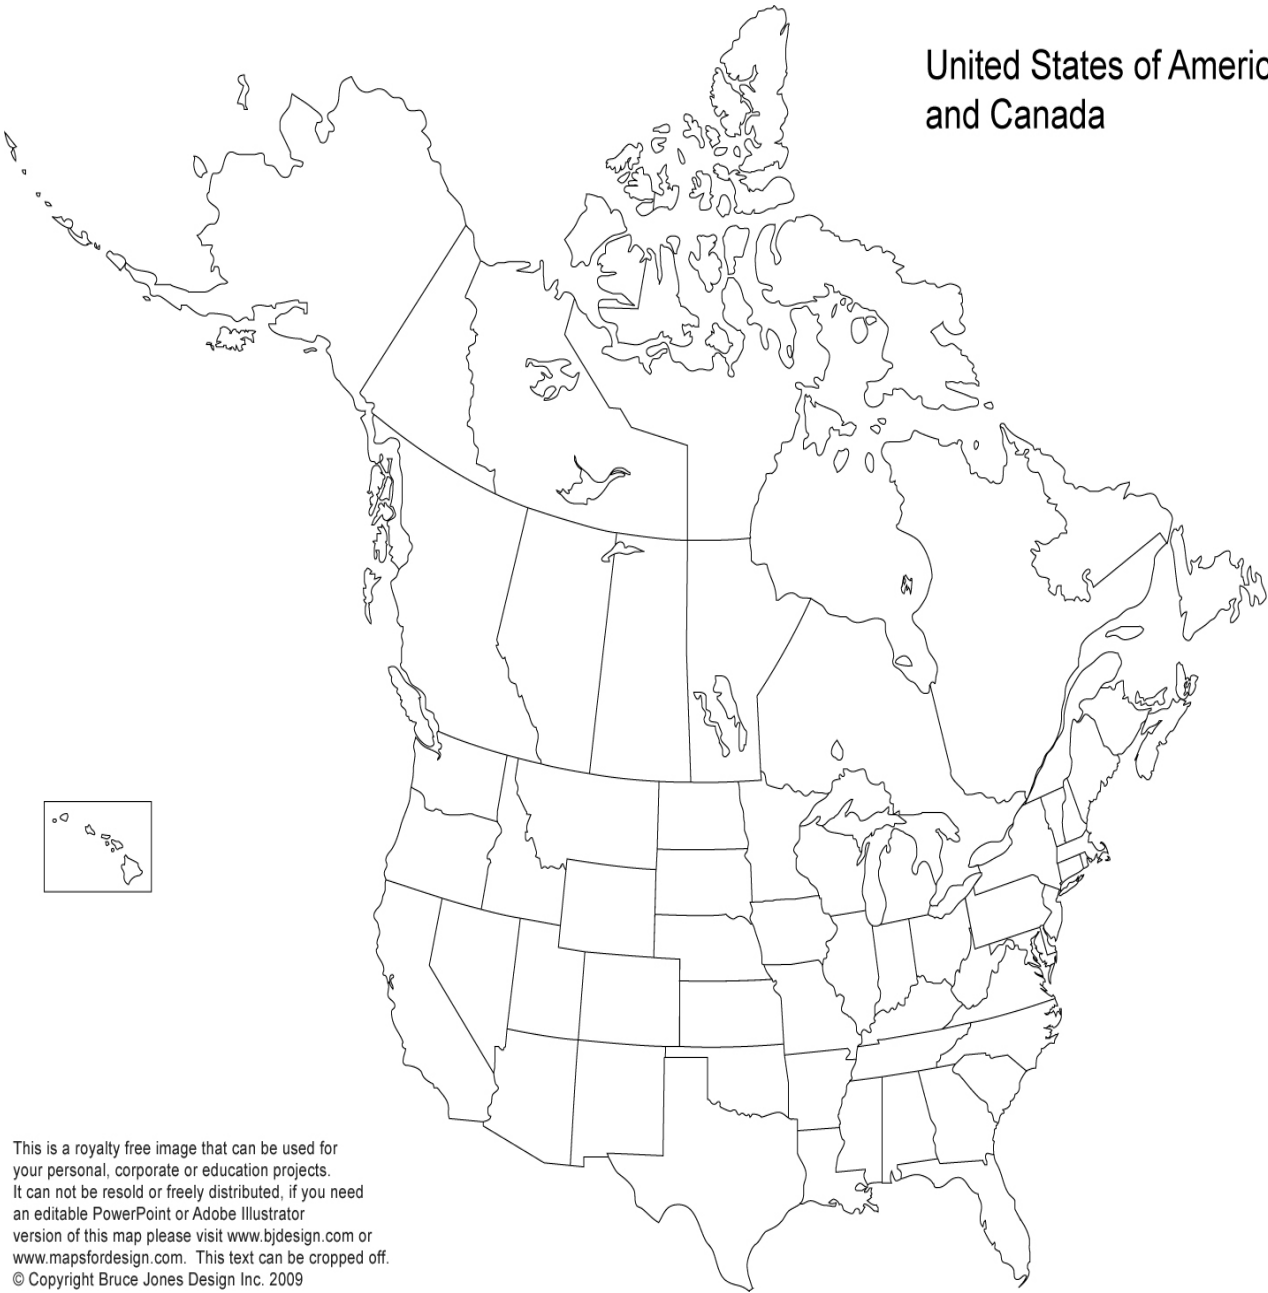 United States of Americ
and Canada
This is a royalty free image that can be used for
your personal, corporate or education projects.
It can not be resold or freely distributed, if you need
an editable PowerPoint or Adobe Illustrator
version of this map please visit www.bjdesign.com or
www.mapsfordesign.com. This text can be cropped off.
© Copyright Bruce Jones Design Inc. 2009